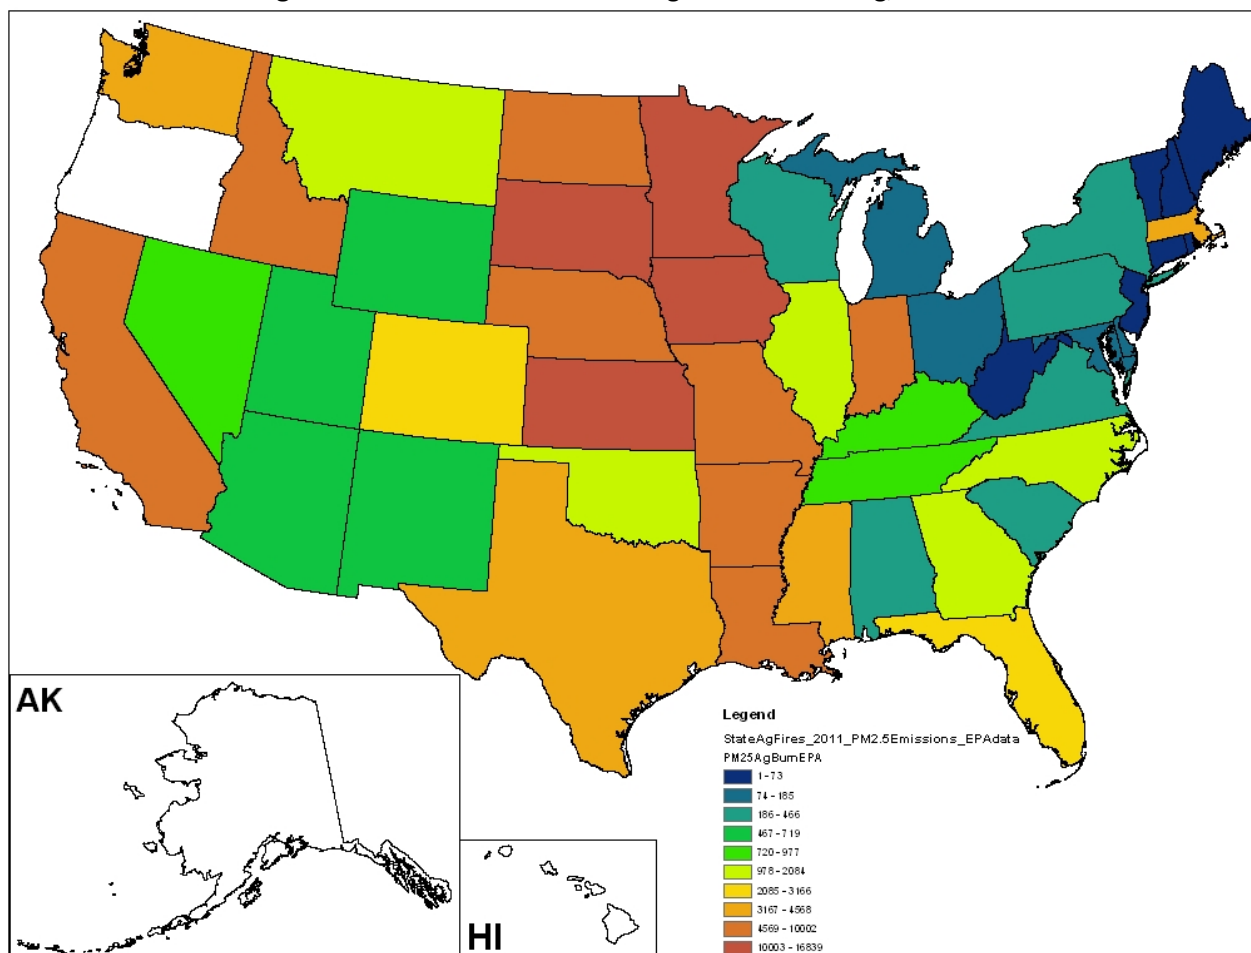 AK
HI
Legend
StateAgFires_2011_PM2.5Emissions_EPAdata
PM25AgBurnEPA
1 - 73
74 - 185
186 - 466
467 - 719
720 - 977
978 - 2084
2085 - 3166
3167 - 4568
4569 - 10002
10003 - 16839